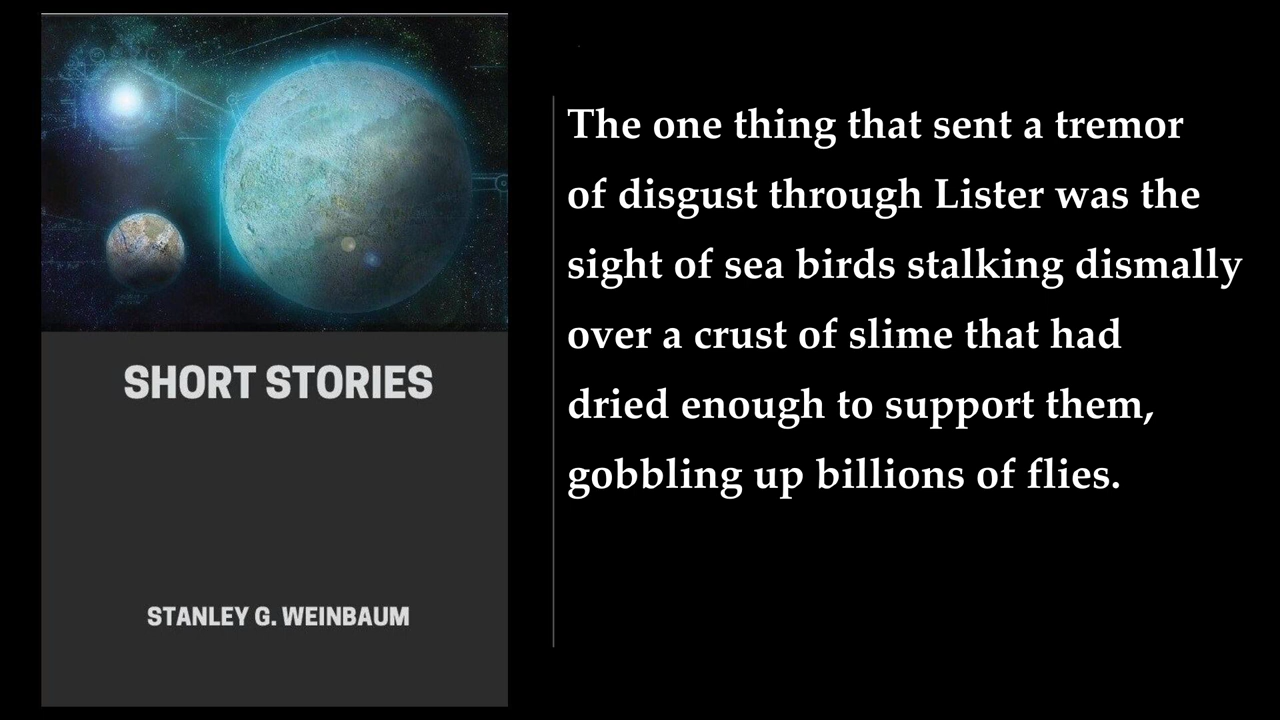 SHORT STORIES
STANLEY G. WEINBAUM
The one thing that sent a tremor
of disgust through Lister was the
sight of sea birds stalking dismally
over a crust of slime that had
dried enough to support them,
gobbling up billions of flies.